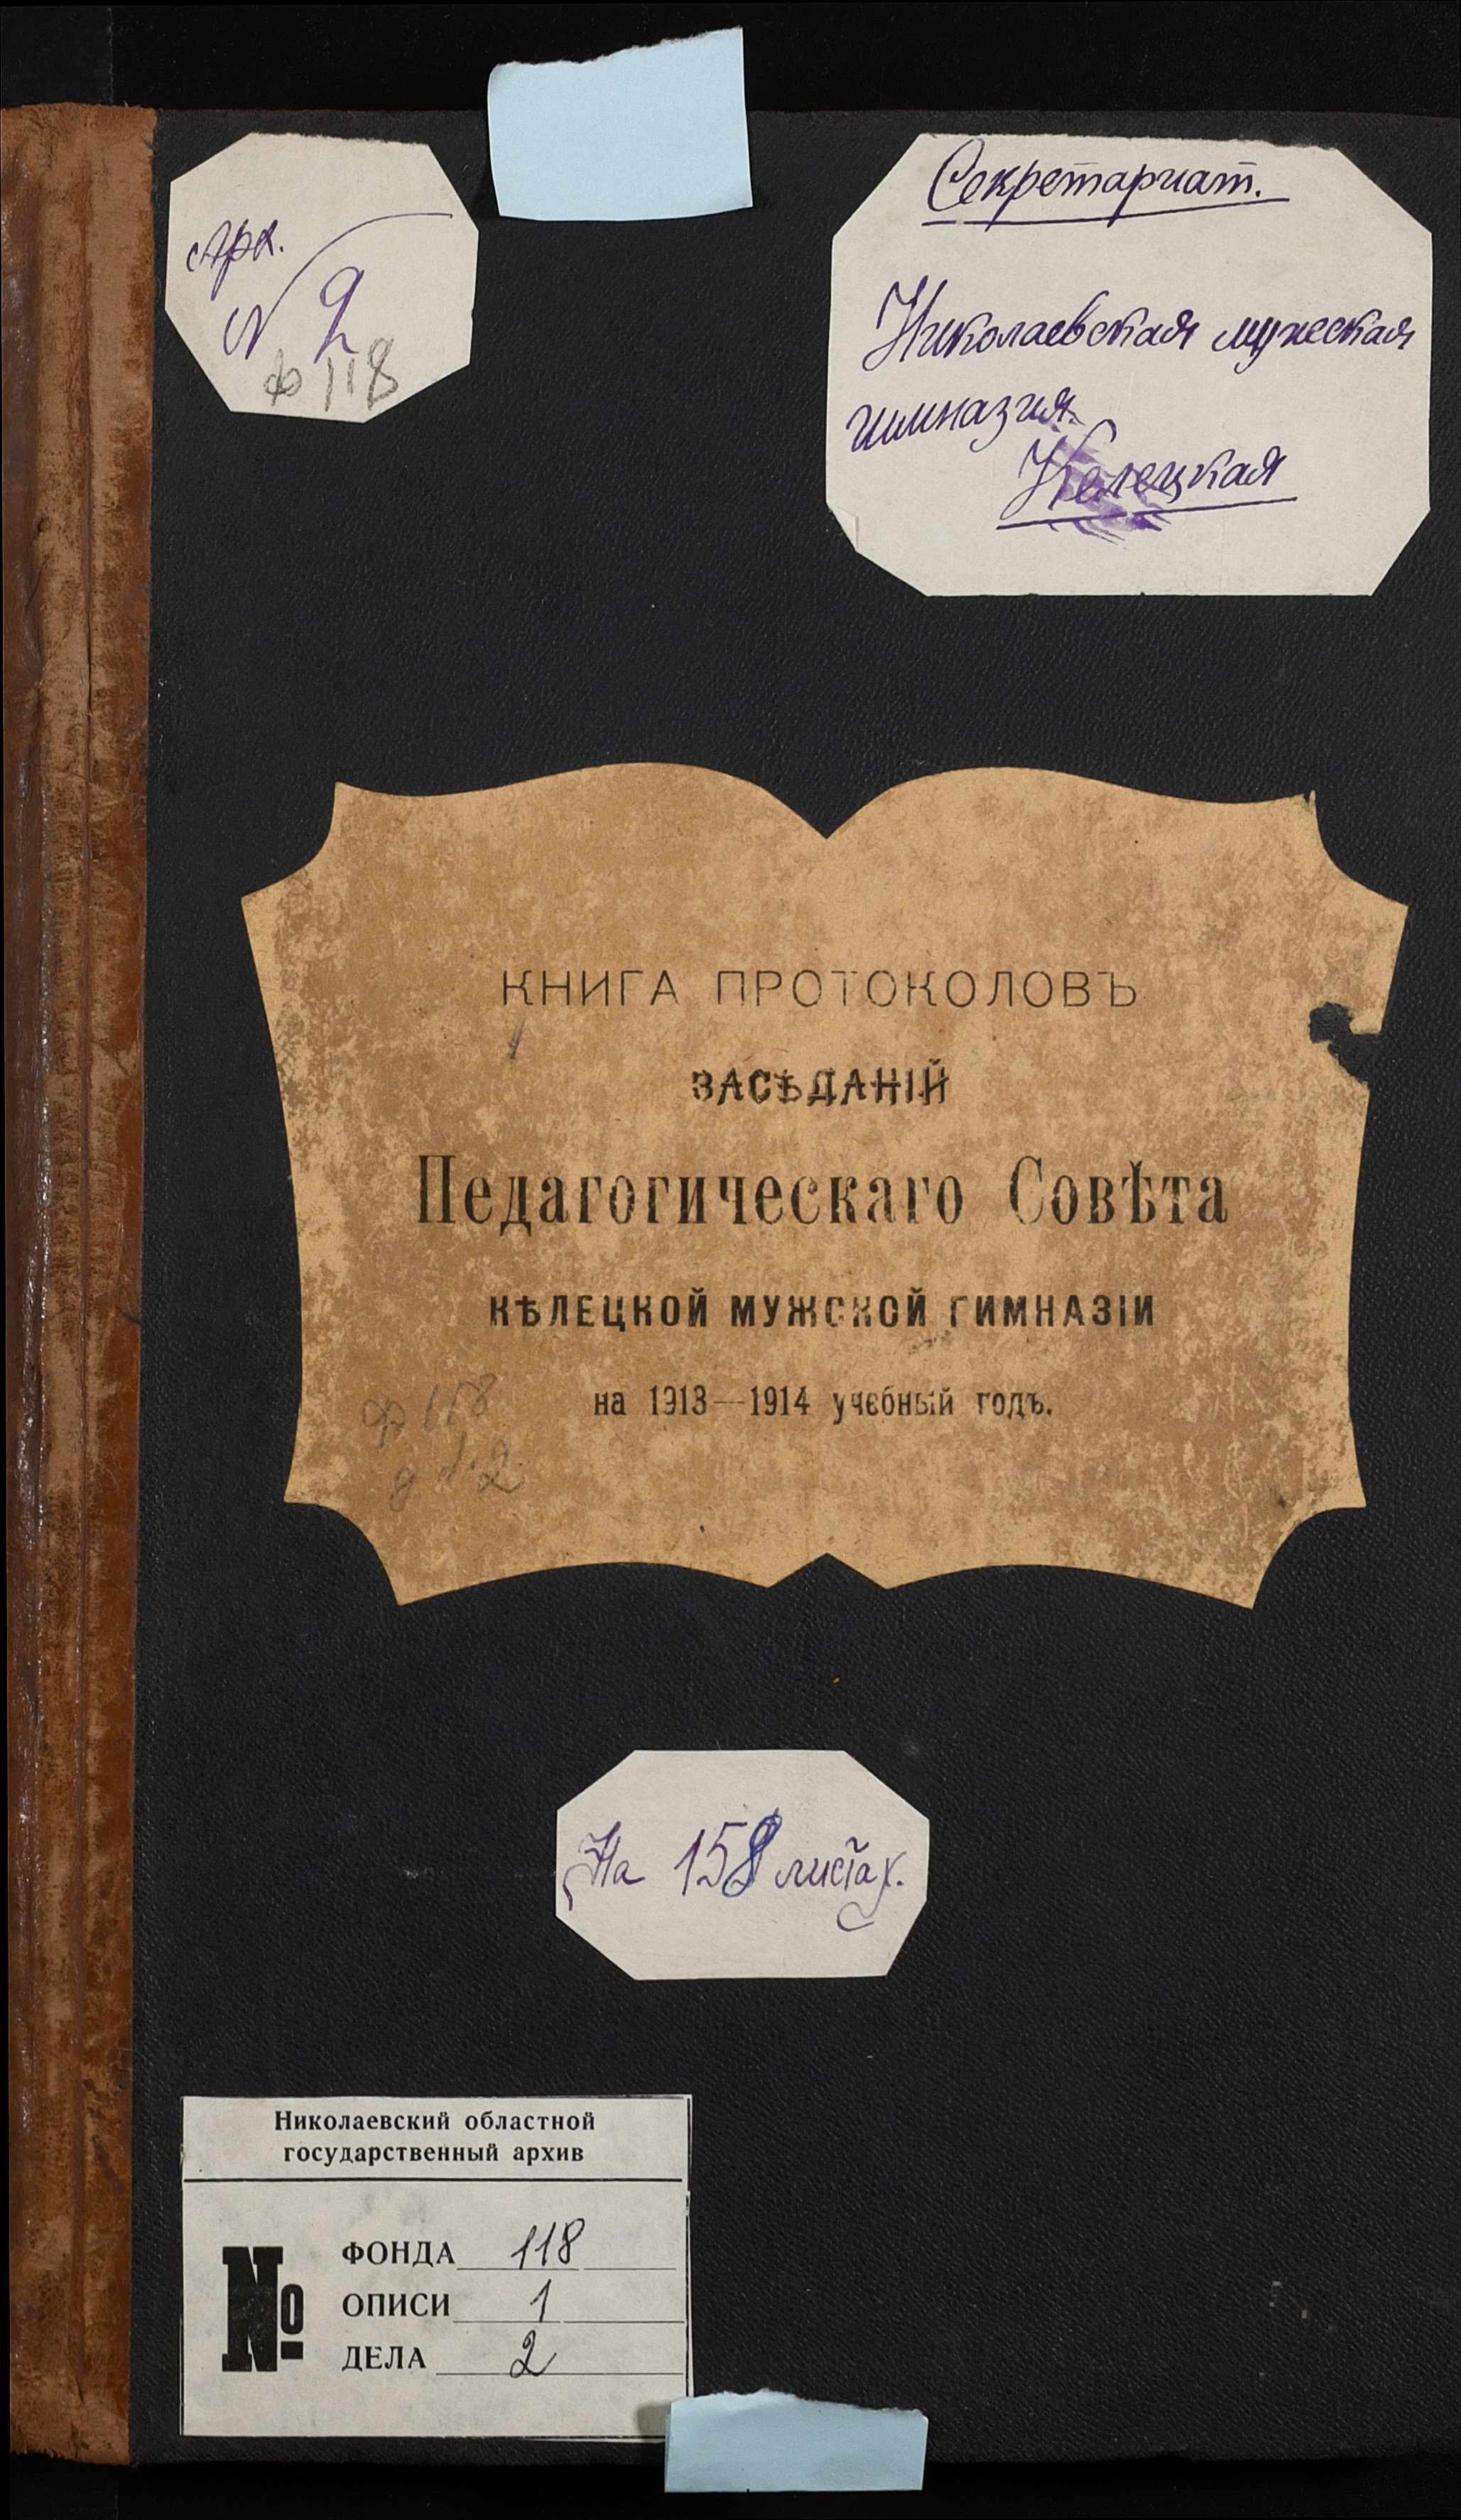 Арх.
№ 2
ф 118
Секретариат.
Николаевская мужеская
гимназия.
Келецкая
КНИГА ПРОТОКОЛОВЪ
ЗАСѢДАНІЙ
Педагогическаго Совѣта
КѢЛЕЦКОЙ МУЖСКОЙ ГИМНАЗІИ
на 1913—1914 учебный годъ.
ф 118
д. 2
На 158 листах.
Николаевский областной
государственный архив
№
ФОНДА 118
ОПИСИ 1
ДЕЛА 2